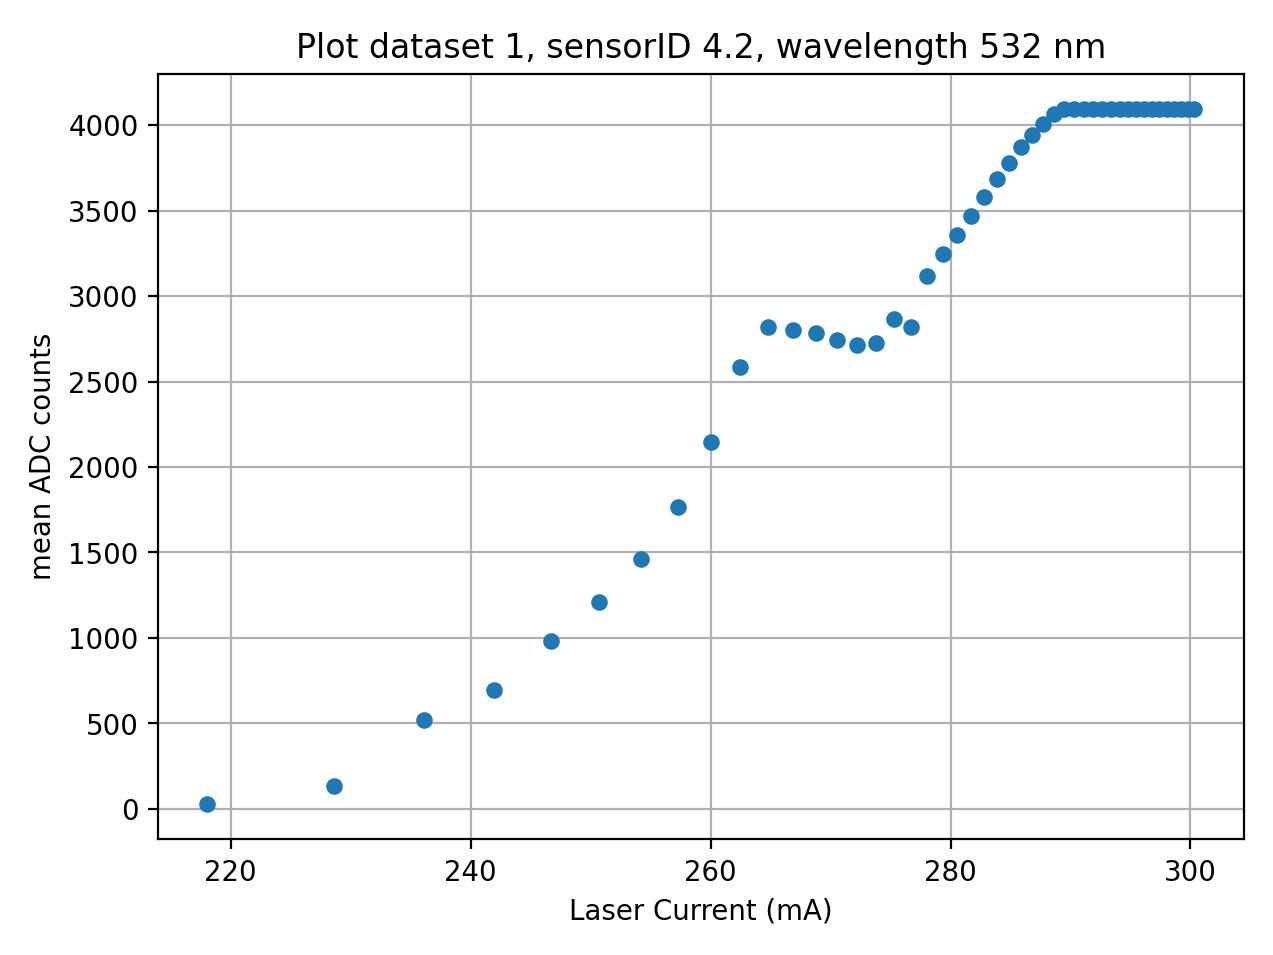 Plot dataset 1, sensorID 4.2, wavelength 532 nm
4000
3500
3000
2500
2000
1500
1000
500
0
mean ADC counts
220 240 260 280 300
Laser Current (mA)